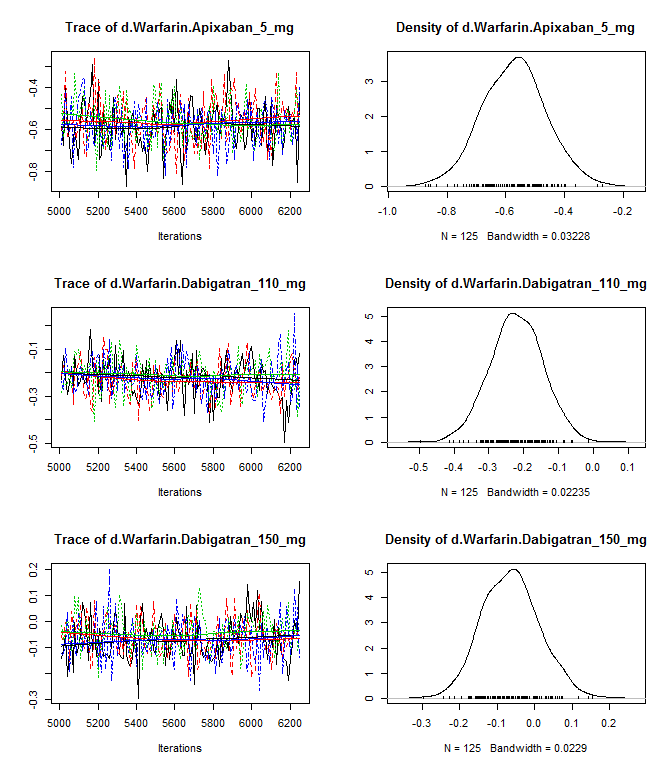 Trace of d.Warfarin.Apixaban_5_mg
-0.4
-0.6
-0.8
5000 5200 5400 5600 5800 6000 6200
Iterations
Density of d.Warfarin.Apixaban_5_mg
3
2
1
0
-1.0 -0.8 -0.6 -0.4 -0.2
N = 125 Bandwidth = 0.03228
Trace of d.Warfarin.Dabigatran_110_mg
-0.1
-0.3
-0.5
5000 5200 5400 5600 5800 6000 6200
Iterations
Density of d.Warfarin.Dabigatran_110_mg
5
4
3
2
1
0
-0.5 -0.4 -0.3 -0.2 -0.1 0.0 0.1
N = 125 Bandwidth = 0.02235
Trace of d.Warfarin.Dabigatran_150_mg
0.2
0.1
0.0
-0.1
-0.3
5000 5200 5400 5600 5800 6000 6200
Iterations
Density of d.Warfarin.Dabigatran_150_mg
5
4
3
2
1
0
-0.3 -0.2 -0.1 0.0 0.1 0.2
N = 125 Bandwidth = 0.0229